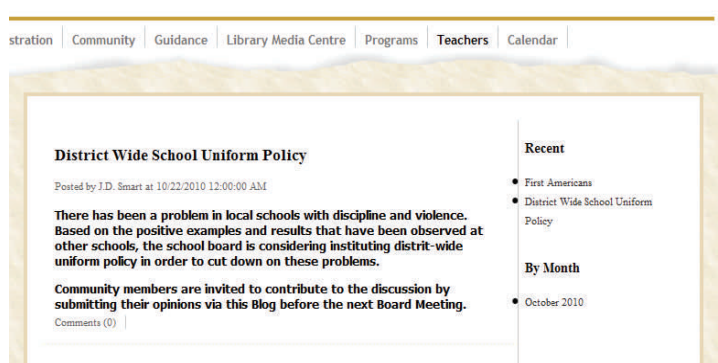 stration Community Guidance Library Media Centre Programs Teachers Calendar
District Wide School Uniform Policy
Posted by J.D. Smart at 10/22/2010 12:00:00 AM
There has been a problem in local schools with discipline and violence.
Based on the positive examples and results that have been observed at
other schools, the school board is considering instituting distrit-wide
uniform policy in order to cut down on these problems.
Community members are invited to contribute to the discussion by
submitting their opinions via this Blog before the next Board Meeting.
Comments (0)
Recent
First Americans
District Wide School Uniform
Policy
By Month
October 2010